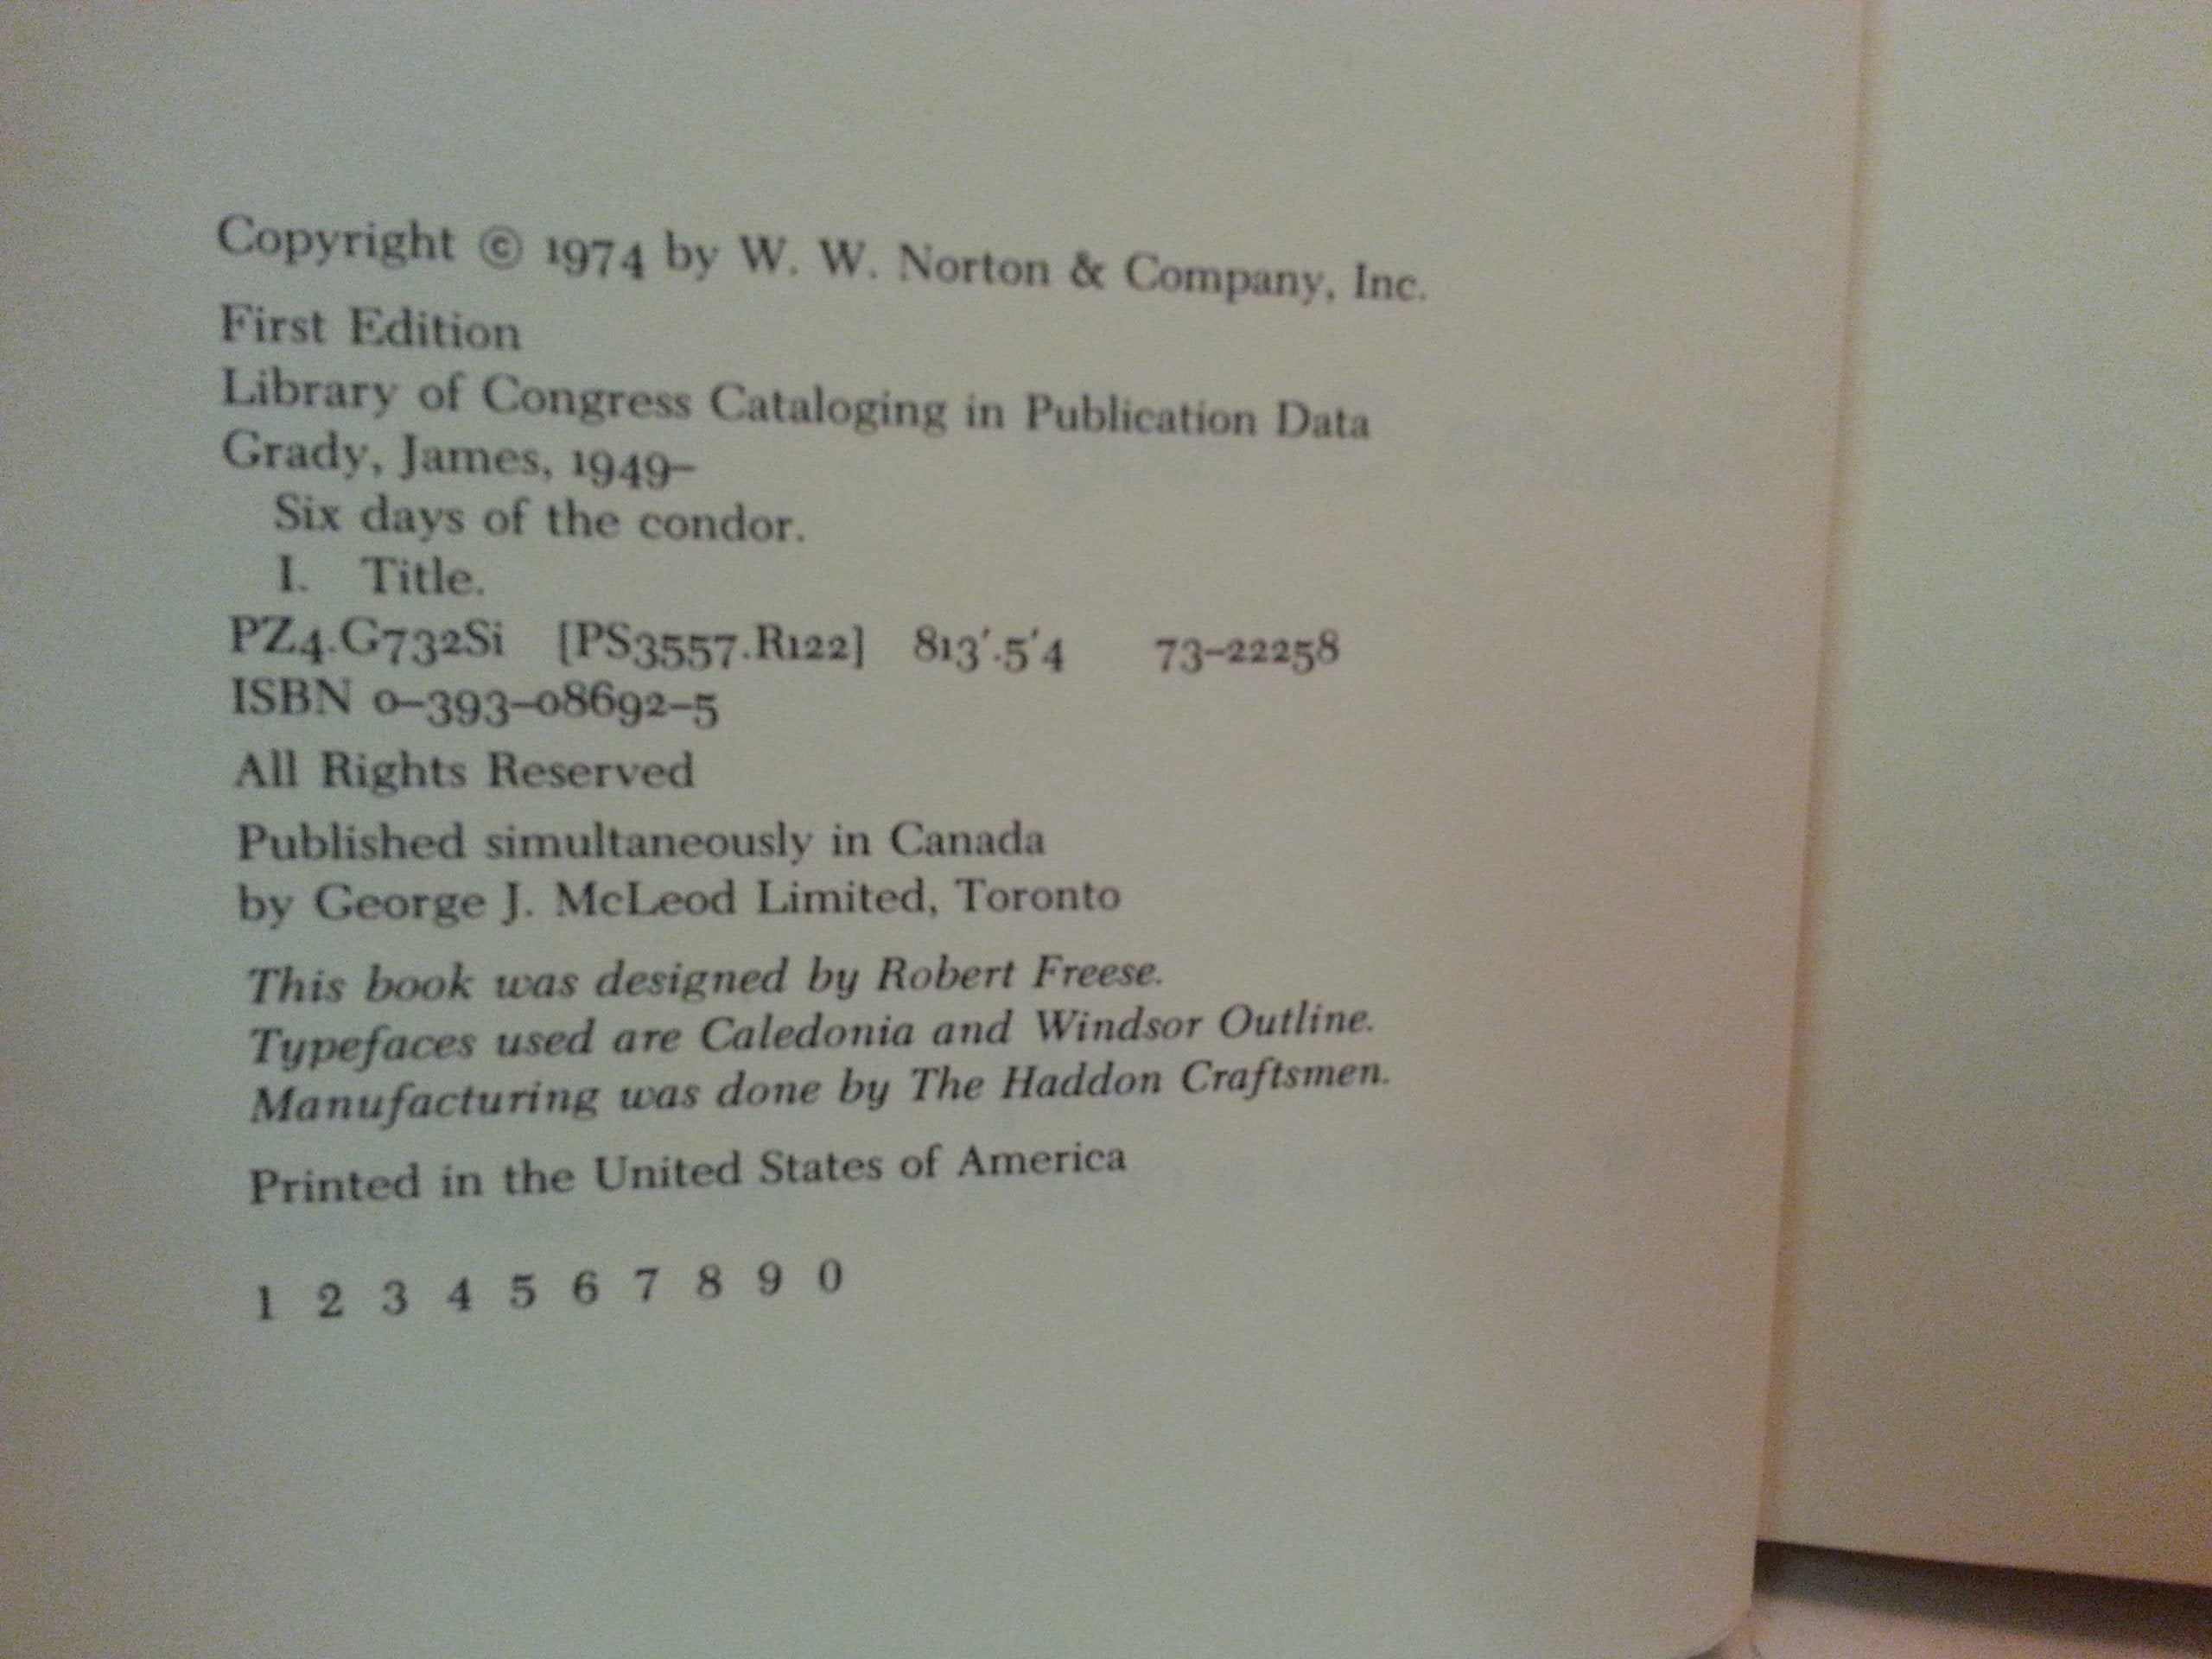 Copyright © 1974 by W. W. Norton & Company, Inc.
First Edition
Library of Congress Cataloging in Publication Data
Grady, James, 1949–
Six days of the condor.
I. Title.
PZ4.G732Si [PS3557.R122] 813'.5'4 73–22258
ISBN 0–393–08692–5
All Rights Reserved
Published simultaneously in Canada
by George J. McLeod Limited, Toronto
This book was designed by Robert Freese.
Typefaces used are Caledonia and Windsor Outline.
Manufacturing was done by The Haddon Craftsmen.
Printed in the United States of America
1 2 3 4 5 6 7 8 9 0